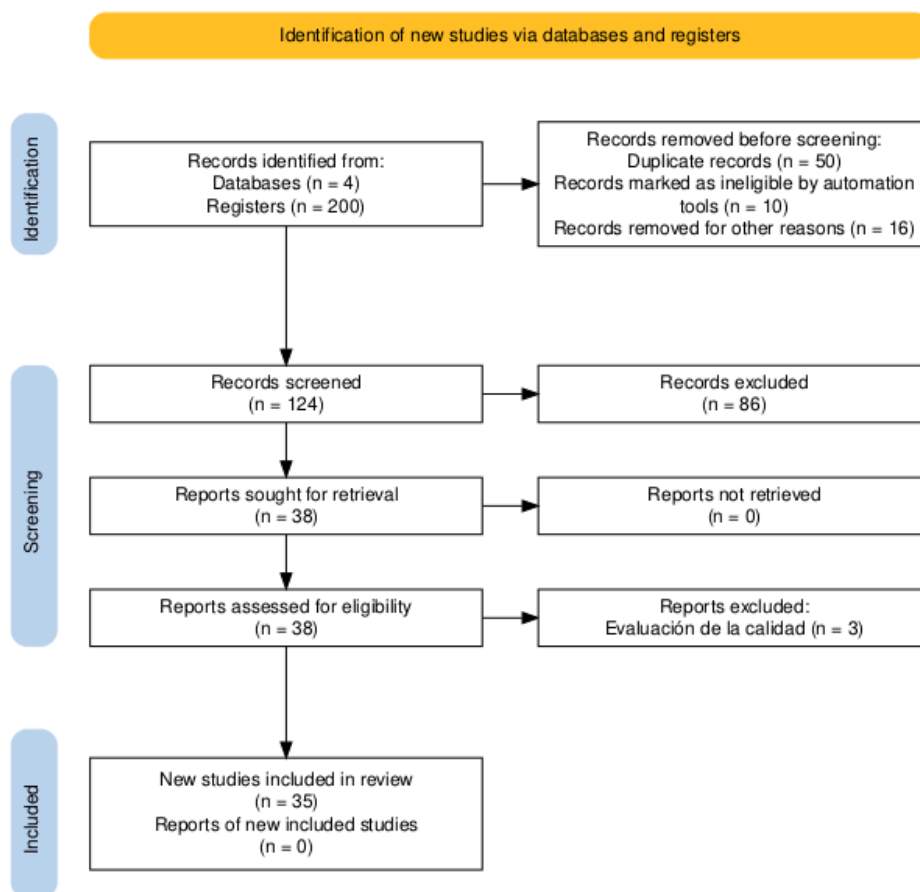 Identification of new studies via databases and registers
Identification
Records identified from:
Databases (n = 4)
Registers (n = 200)
Records removed before screening:
Duplicate records (n = 50)
Records marked as ineligible by automation
tools (n = 10)
Records removed for other reasons (n = 16)
Screening
Records screened
(n = 124)
Records excluded
(n = 86)
Reports sought for retrieval
(n = 38)
Reports not retrieved
(n = 0)
Reports assessed for eligibility
(n = 38)
Reports excluded:
Evaluación de la calidad (n = 3)
Included
New studies included in review
(n = 35)
Reports of new included studies
(n = 0)